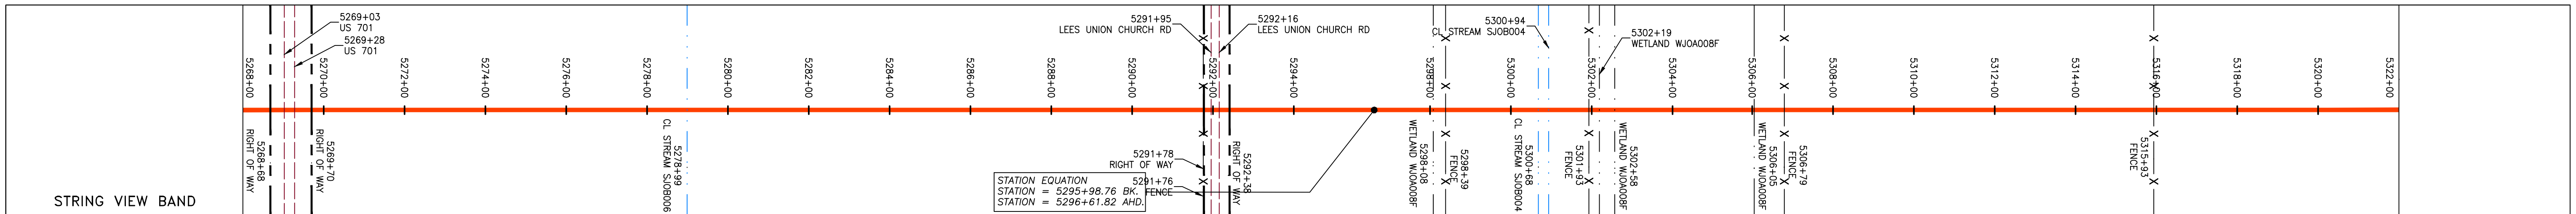 5269+03
US 701
5269+28
US 701
5291+95
LEES UNION CHURCH RD
5292+16
LEES UNION CHURCH RD
5300+94
CL STREAM SJOB004
5302+19
WETLAND WJOA008F
5268+00
5270+00
5272+00
5274+00
5276+00
5278+00
5280+00
5282+00
5284+00
5286+00
5288+00
5290+00
5292+00
5294+00
5298+00
5300+00
5302+00
5304+00
5306+00
5308+00
5310+00
5312+00
5314+00
5316+00
5318+00
5320+00
5322+00
5268+68
RIGHT OF WAY
5269+70
RIGHT OF WAY
5278+99
CL STREAM SJOB006
5291+78
RIGHT OF WAY
5291+76
FENCE
5292+38
RIGHT OF WAY
5298+08
WETLAND WJOA008F
5298+39
FENCE
5300+68
CL STREAM SJOB004
5301+93
FENCE
5302+58
WETLAND WJOA008F
5306+05
WETLAND WJOA008F
5306+79
FENCE
5315+93
FENCE
STATION EQUATION
STATION = 5295+98.76 BK.
STATION = 5296+61.82 AHD.
STRING VIEW BAND